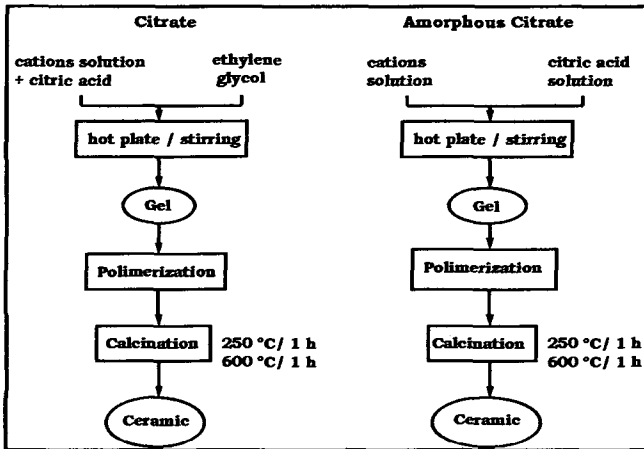 Citrate
cations solution
+ citric acid
ethylene
glycol
hot plate / stirring
Gel
Polimerization
Calcination
250 °C/ 1 h
600 °C/ 1 h
Ceramic
Amorphous Citrate
cations
solution
citric acid
solution
hot plate / stirring
Gel
Polimerization
Calcination
250 °C/ 1 h
600 °C/ 1 h
Ceramic